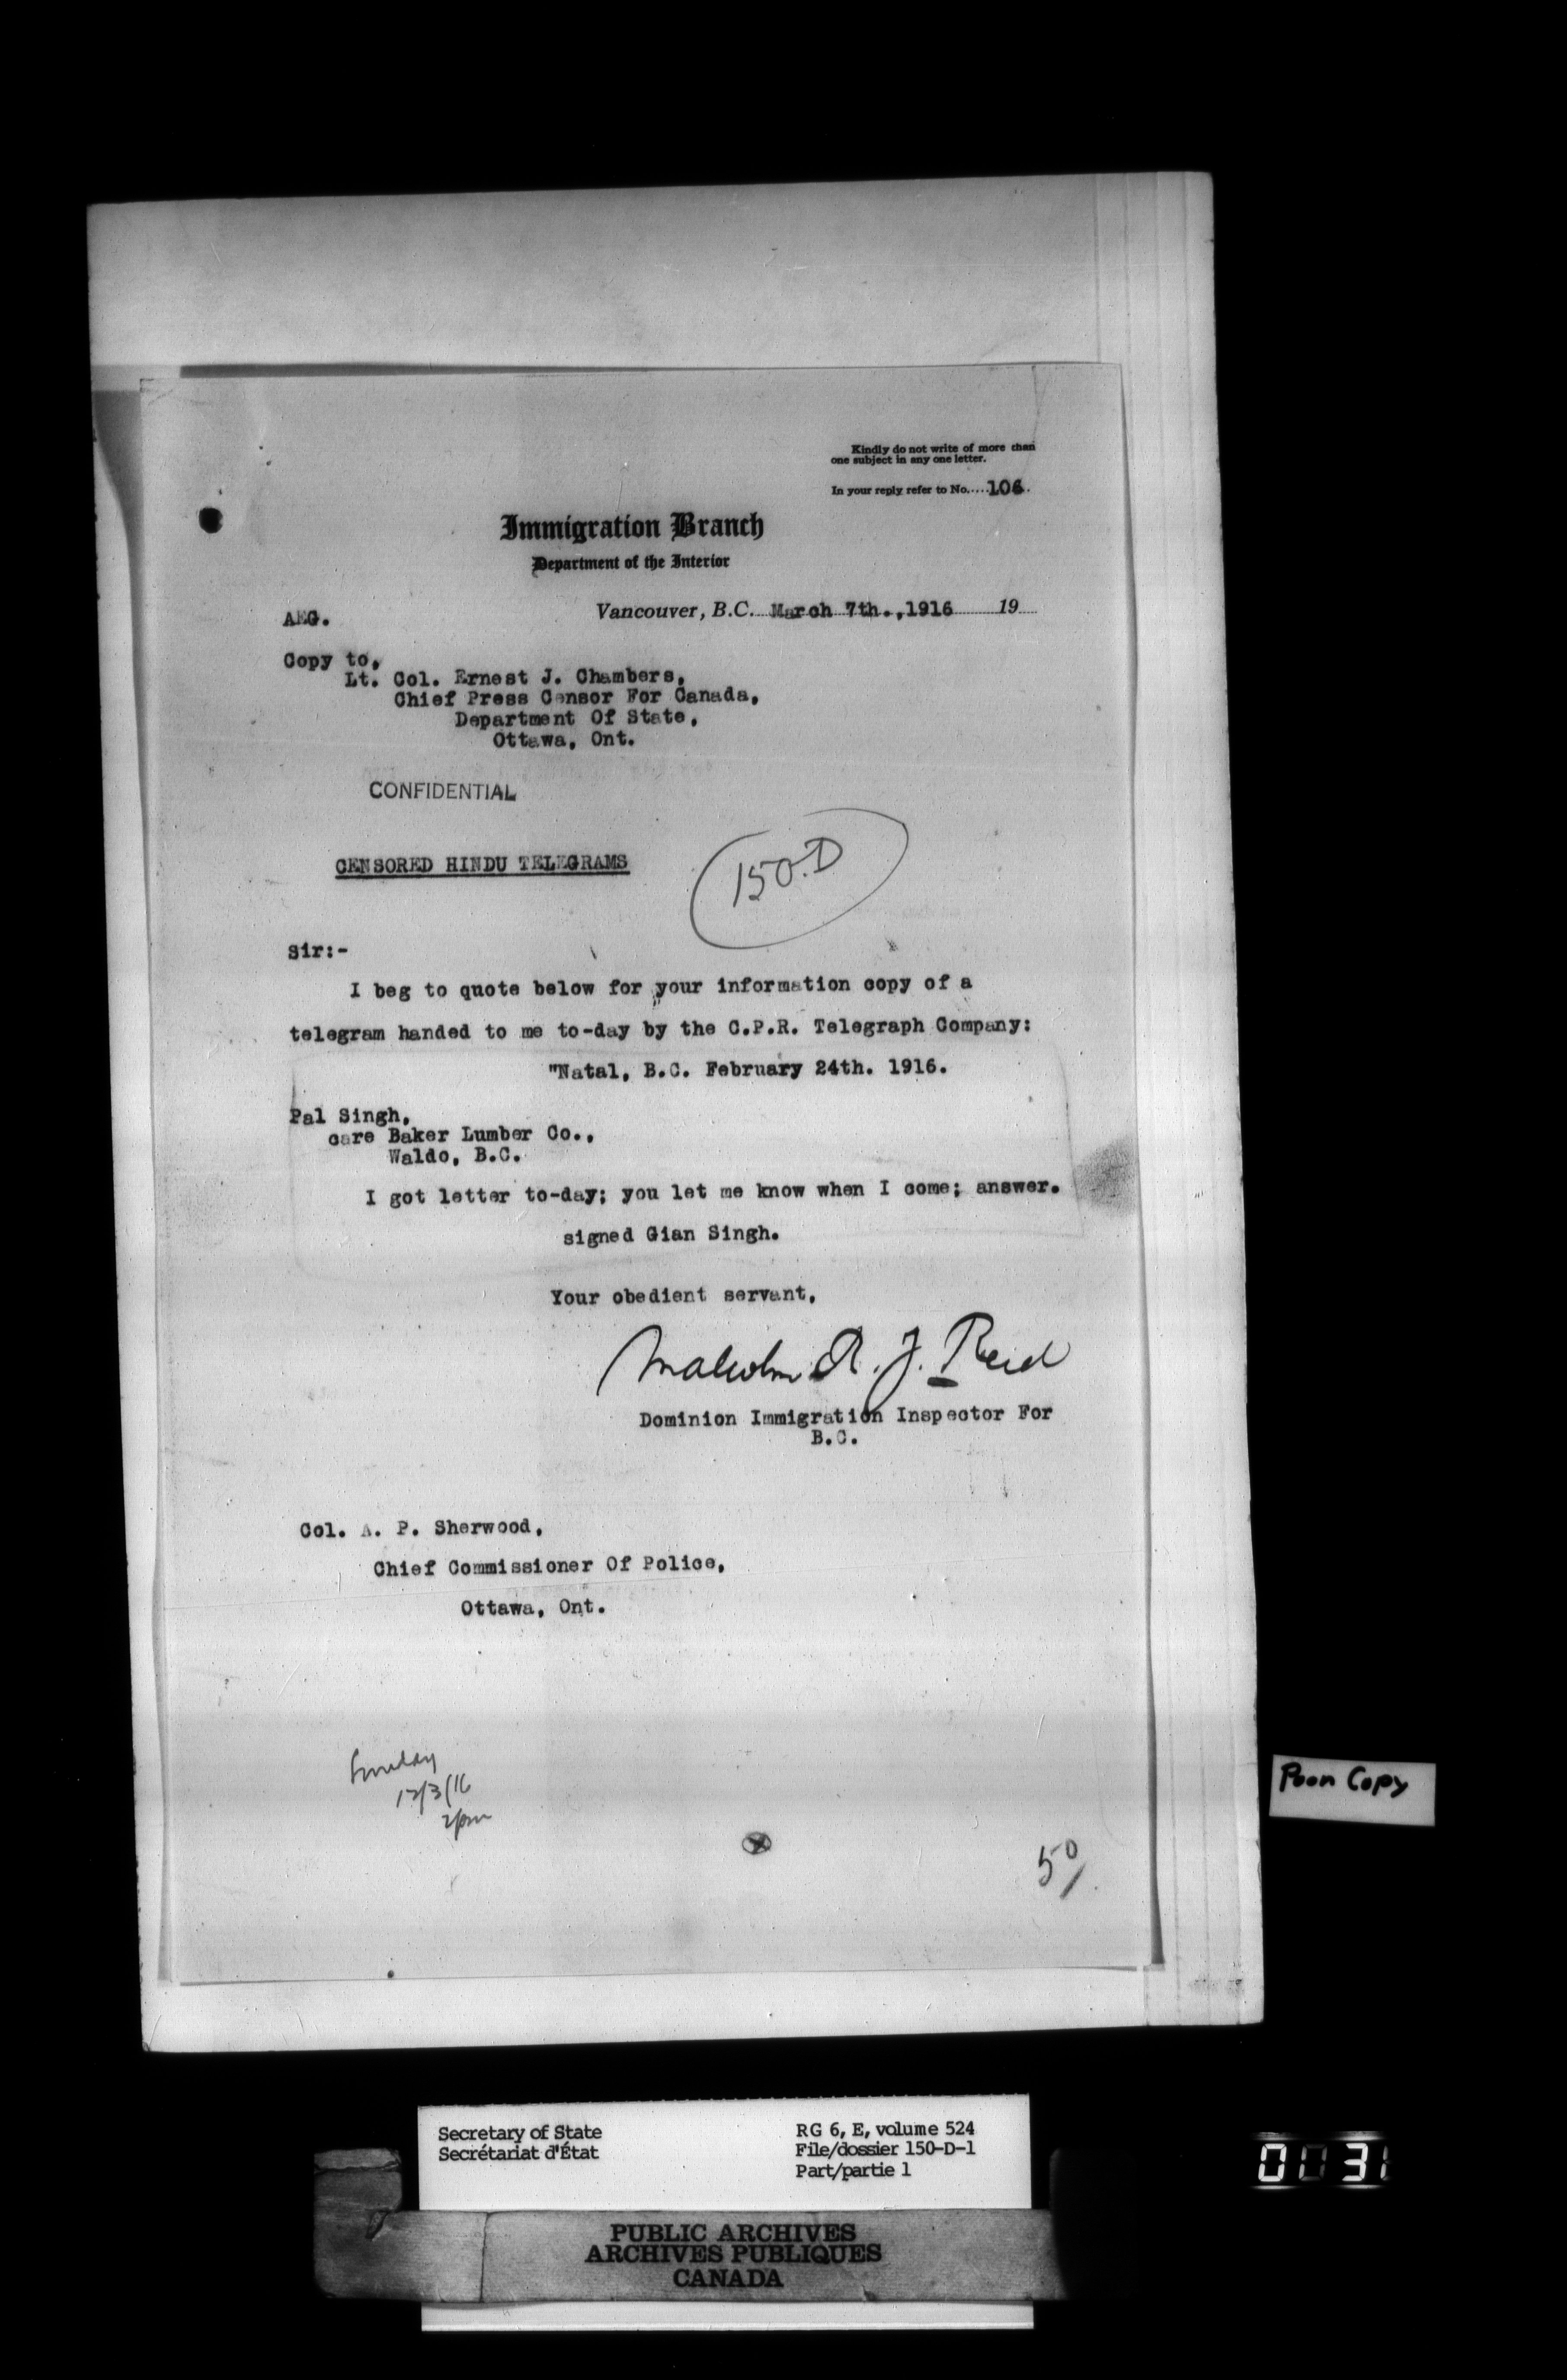 Kindly do not write of more than
one subject in any one letter.
In your reply refer to No....106.
Immigration Branch
Department of the Interior
Vancouver, B.C. March 7th.,1916 19
AEG.
Copy to,
Lt. Col. Ernest J. Chambers,
Chief Press Censor For Canada,
Department Of State,
Ottawa, Ont.
CONFIDENTIAL
150.D
CENSORED HINDU TELEGRAMS
Sir:-
I beg to quote below for your information copy of a
telegram handed to me to-day by the C.P.R. Telegraph Company:
"Natal, B.C. February 24th. 1916.
Pal Singh,
care Baker Lumber Co.,
Waldo, B.C.
I got letter to-day; you let me know when I come; answer.
signed Gian Singh.
Your obedient servant,
Malcolm R. J. Reid
Dominion Immigration Inspector For
B.C.
Col. A. P. Sherwood,
Chief Commissioner Of Police,
Ottawa, Ont.
Sunday
12/3/16
2pm
Poor Copy
50/.
Secretary of State
Secrétariat d'État
RG 6, E, volume 524
File/dossier 150-D-1
Part/partie 1
0031
PUBLIC ARCHIVES
ARCHIVES PUBLIQUES
CANADA